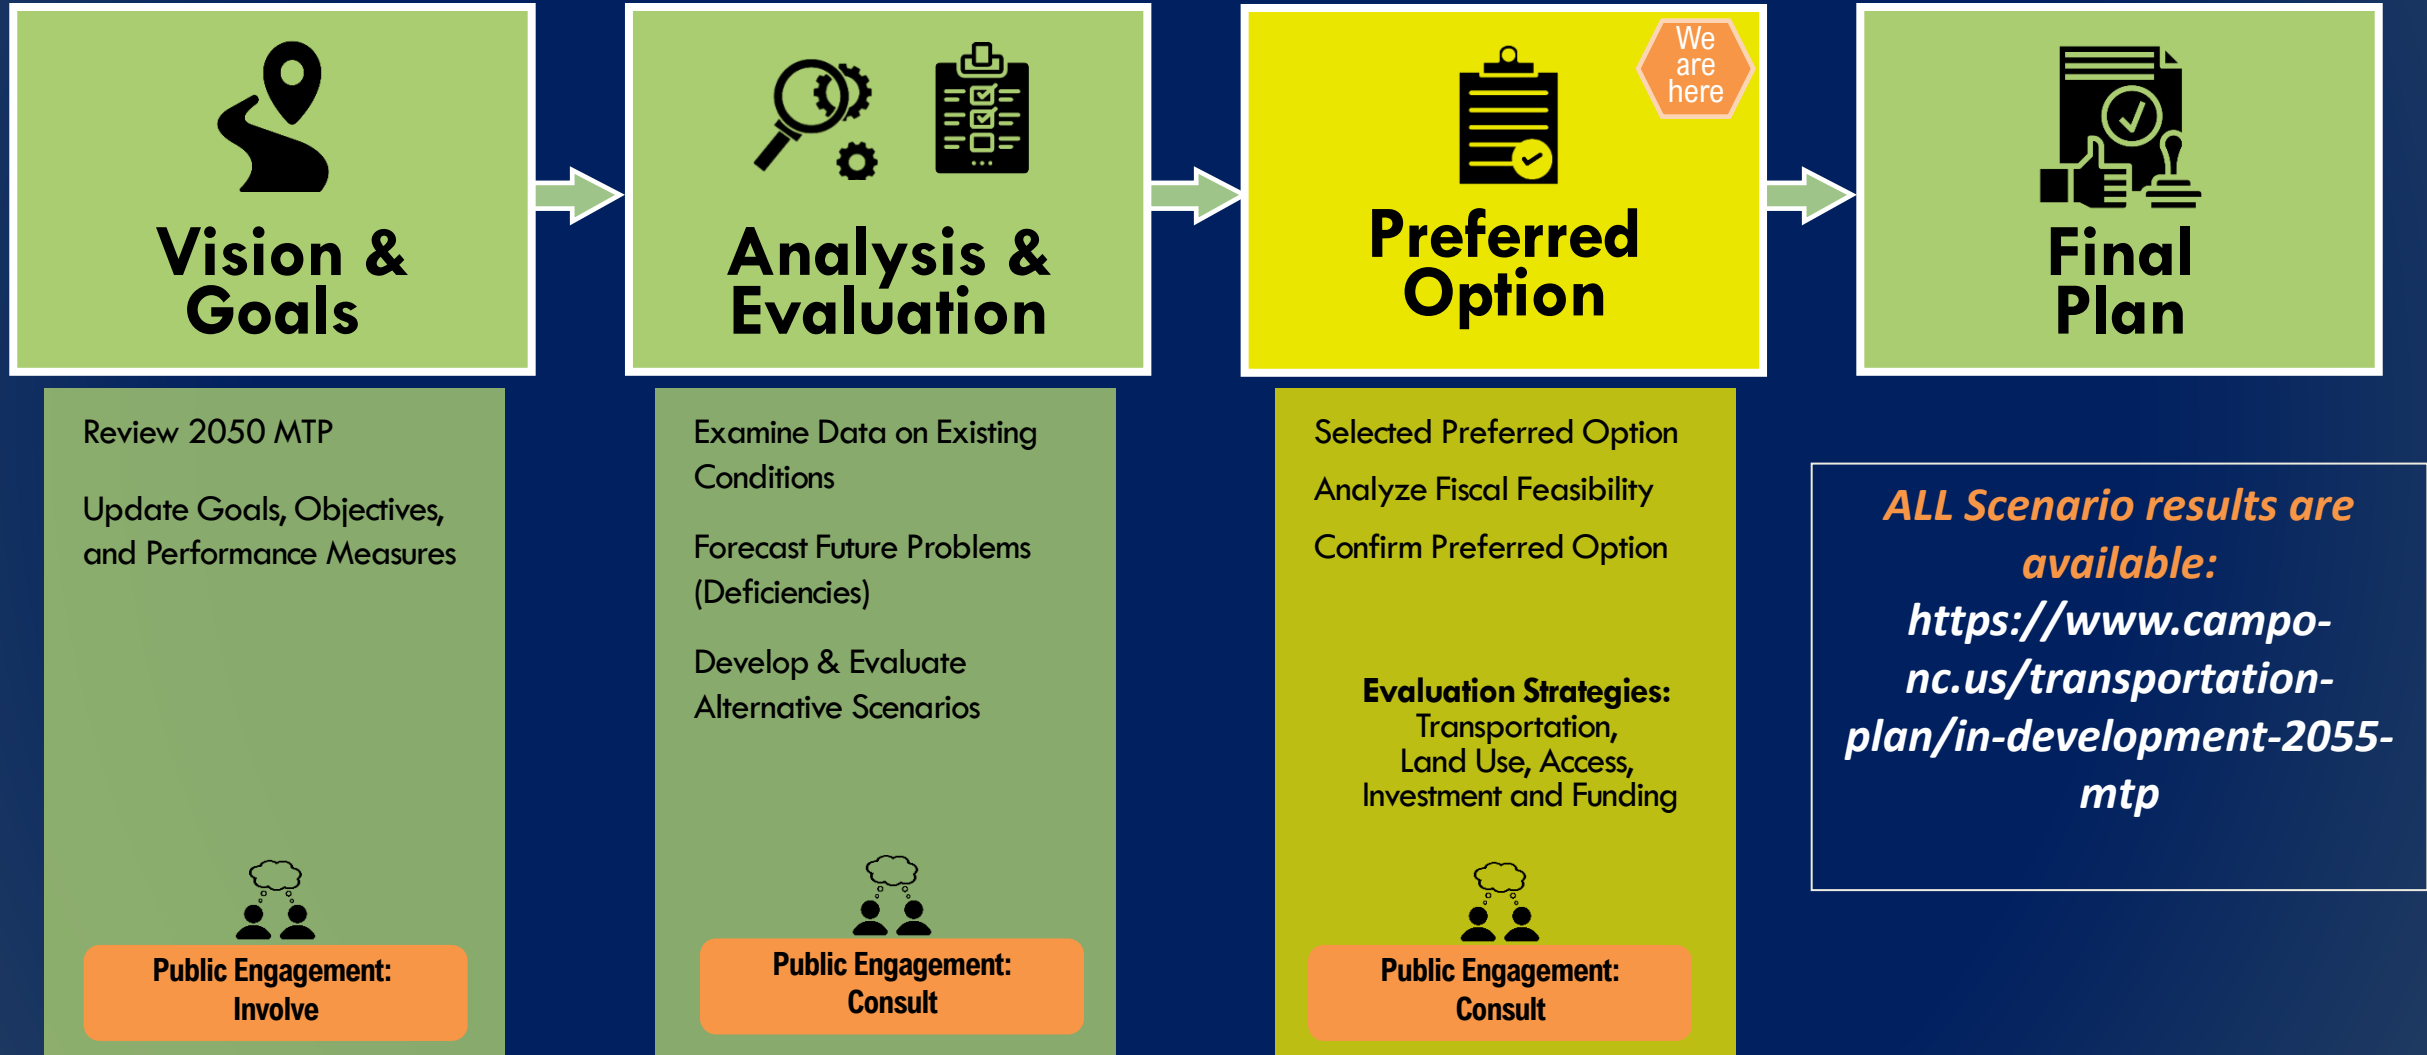 Vision &
Goals
Review 2050 MTP
Update Goals, Objectives,
and Performance Measures
Public Engagement:
Involve
Analysis &
Evaluation
Examine Data on Existing
Conditions
Forecast Future Problems
(Deficiencies)
Develop & Evaluate
Alternative Scenarios
Public Engagement:
Consult
We
are
here
Preferred
Option
Selected Preferred Option
Analyze Fiscal Feasibility
Confirm Preferred Option
Evaluation Strategies:
Transportation,
Land Use, Access,
Investment and Funding
Public Engagement:
Consult
Final
Plan
ALL Scenario results are
available:
https://www.campo-
nc.us/transportation-
plan/in-development-2055-
mtp